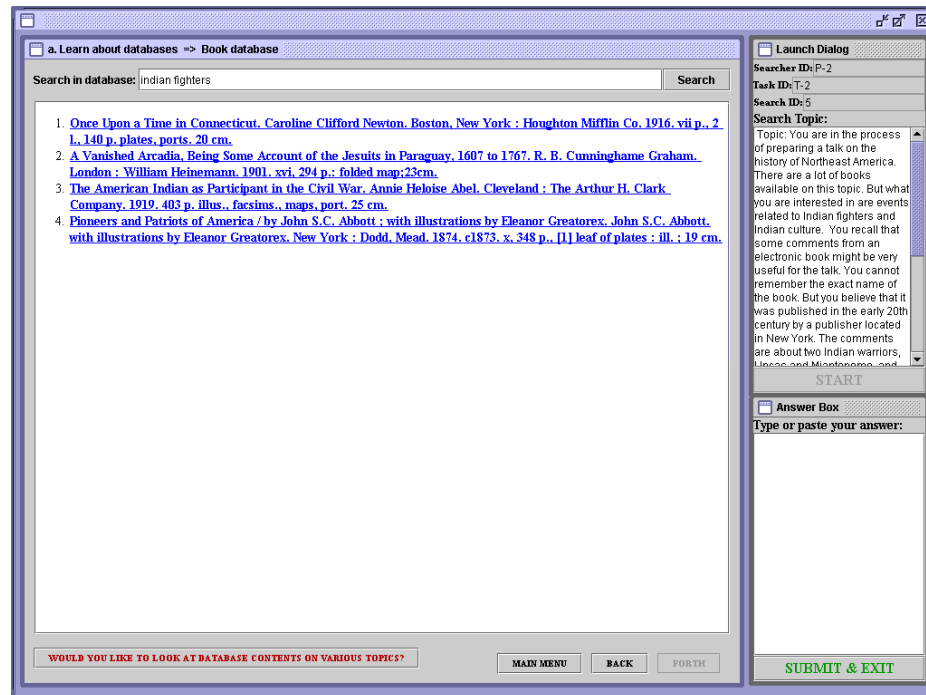 a. Learn about databases => Book database
Search in database: indian fighters Search
1. Once Upon a Time in Connecticut. Caroline Clifford Newton. Boston, New York : Houghton Mifflin Co. 1916. vii p., 2
l., 140 p. plates, ports. 20 cm.
2. A Vanished Arcadia, Being Some Account of the Jesuits in Paraguay, 1607 to 1767. R. B. Cunninghame Graham.
London : William Heinemann. 1901. xvi, 294 p.: folded map;23cm.
3. The American Indian as Participant in the Civil War. Annie Heloise Abel. Cleveland : The Arthur H. Clark
Company. 1919. 403 p. illus., facsims., maps, port. 25 cm.
4. Pioneers and Patriots of America / by John S.C. Abbott ; with illustrations by Eleanor Greatorex. John S.C. Abbott,
with illustrations by Eleanor Greatorex. New York : Dodd, Mead. 1874. c1873. x, 348 p., [1] leaf of plates : ill. ; 19 cm.
WOULD YOU LIKE TO LOOK AT DATABASE CONTENTS ON VARIOUS TOPICS?
MAIN MENU BACK FORTH
Launch Dialog
Searcher ID: P-2
Task ID: T-2
Search ID: 5
Search Topic:
Topic: You are in the process
of preparing a talk on the
history of Northeast America.
There are a lot of books
available on this topic. But what
you are interested in are events
related to Indian fighters and
Indian culture. You recall that
some comments from an
electronic book might be very
useful for the talk. You cannot
remember the exact name of
the book. But you believe that it
was published in the early 20th
century by a publisher located
in New York. The comments
are about two Indian warriors,
Uncas and Miantonomo, and
START
Answer Box
Type or paste your answer:
SUBMIT & EXIT